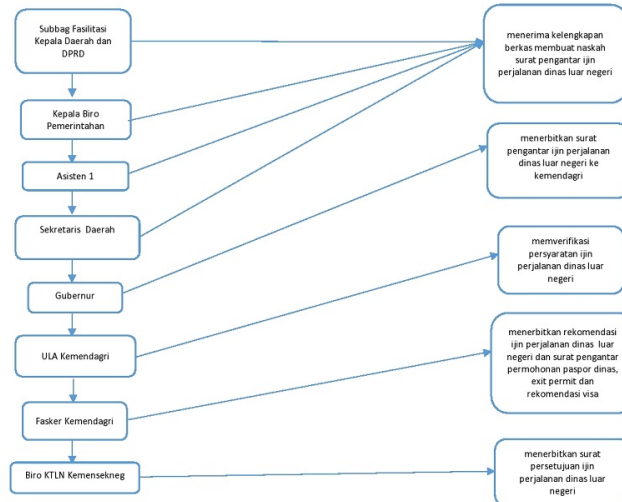 Subbag Fasilitasi
Kepala Daerah dan
DPRD
menerima kelengkapan
berkas membuat naskah
surat pengantar ijin
perjalanan dinas luar negeri
Kepala Biro
Pemerintahan
Asisten 1
menerbitkan surat
pengantar ijin perjalanan
dinas luar negeri ke
kemendagri
Sekretaris Daerah
Gubernur
memverifikasi
persyaratan ijin
perjalanan dinas luar
negeri
ULA Kemendagri
menerbitkan rekomendasi
ijin perjalanan dinas luar
negeri dan surat pengantar
permohonan paspor dinas,
exit permit dan
rekomendasi visa
Fasker Kemendagri
Biro KTLN Kemensekneg
menerbitkan surat
persetujuan ijin
perjalanan dinas luar
negeri